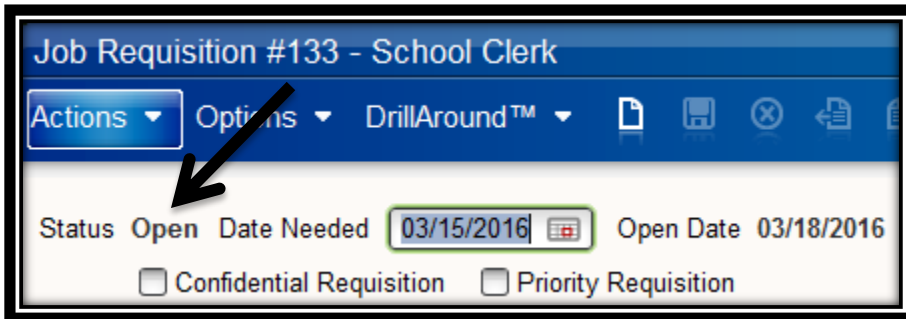 Job Requisition #133 - School Clerk
Actions Options DrillAround™
Status Open Date Needed 03/15/2016 Open Date 03/18/2016
Confidential Requisition Priority Requisition